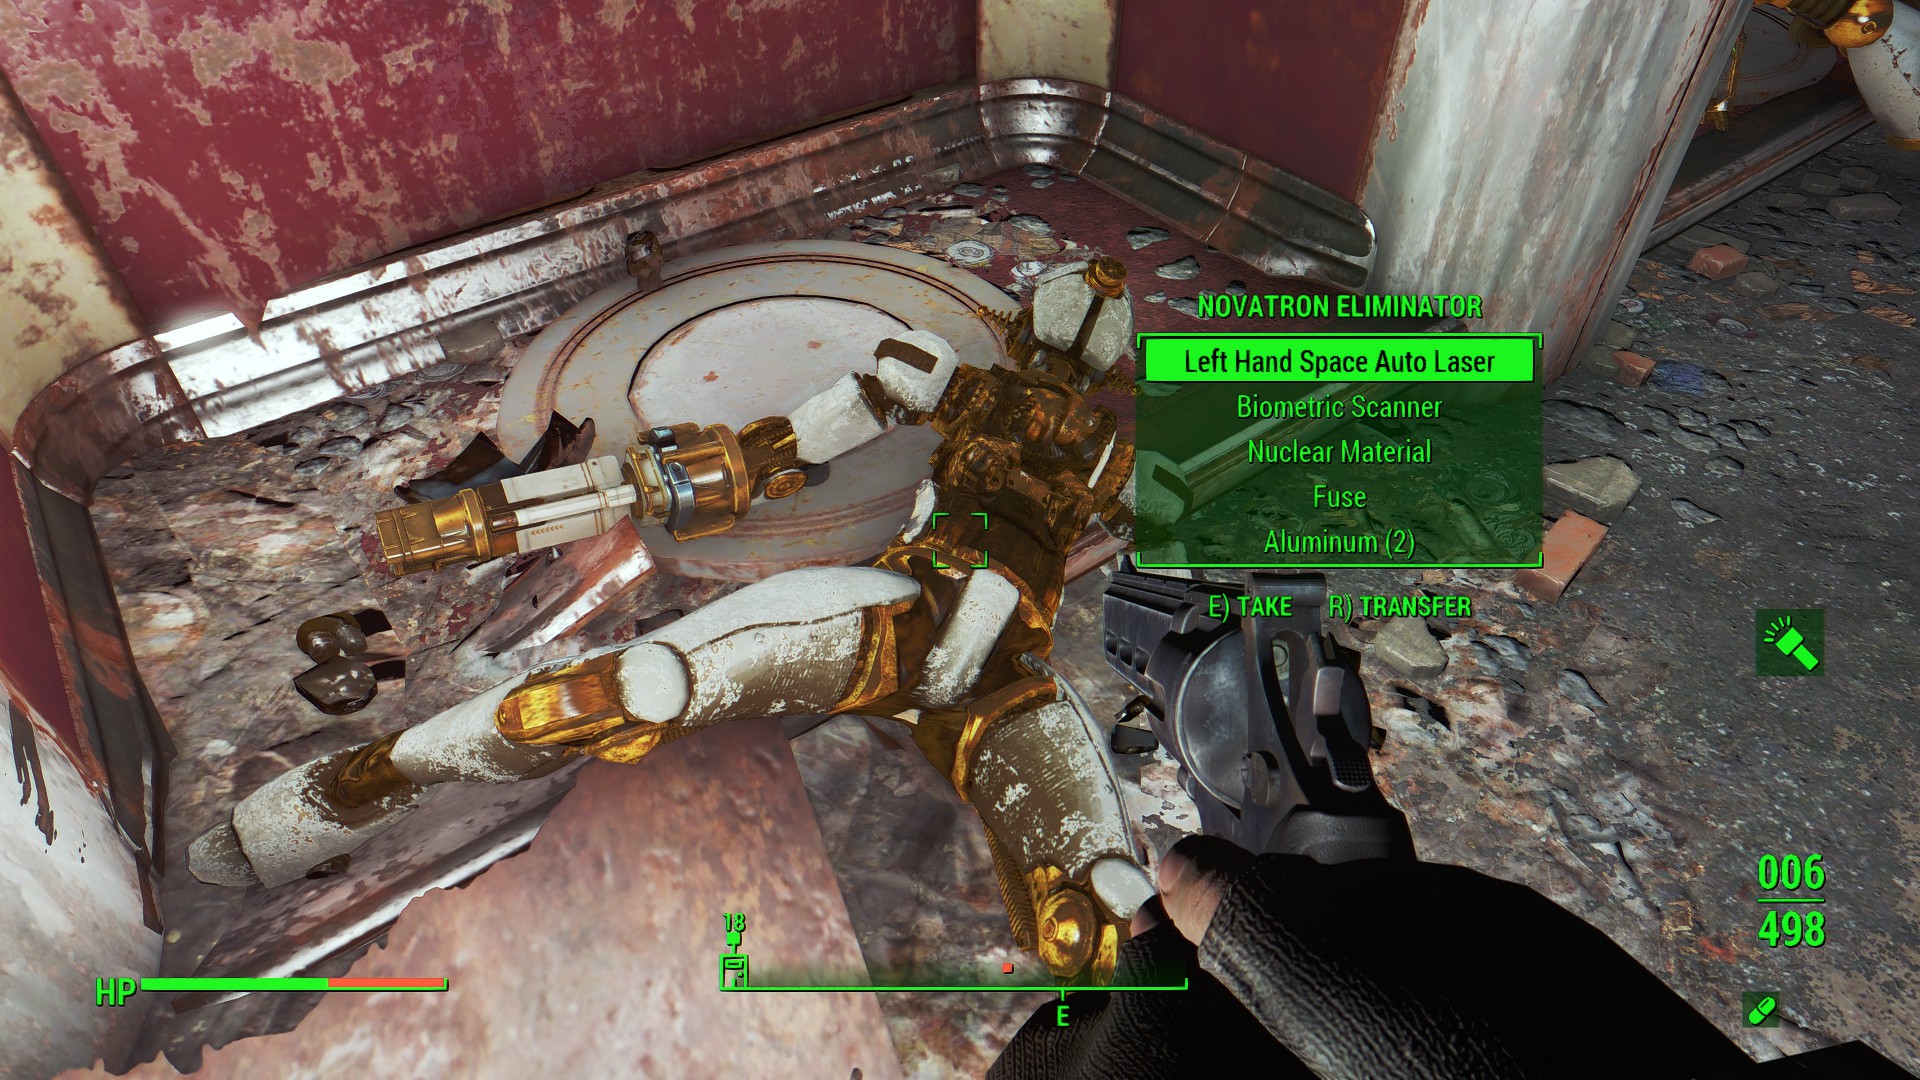 NOVATRON ELIMINATOR
Left Hand Space Auto Laser
Biometric Scanner
Nuclear Material
Fuse
Aluminum (2)
E) TAKE R) TRANSFER
006
498
18
HP
E